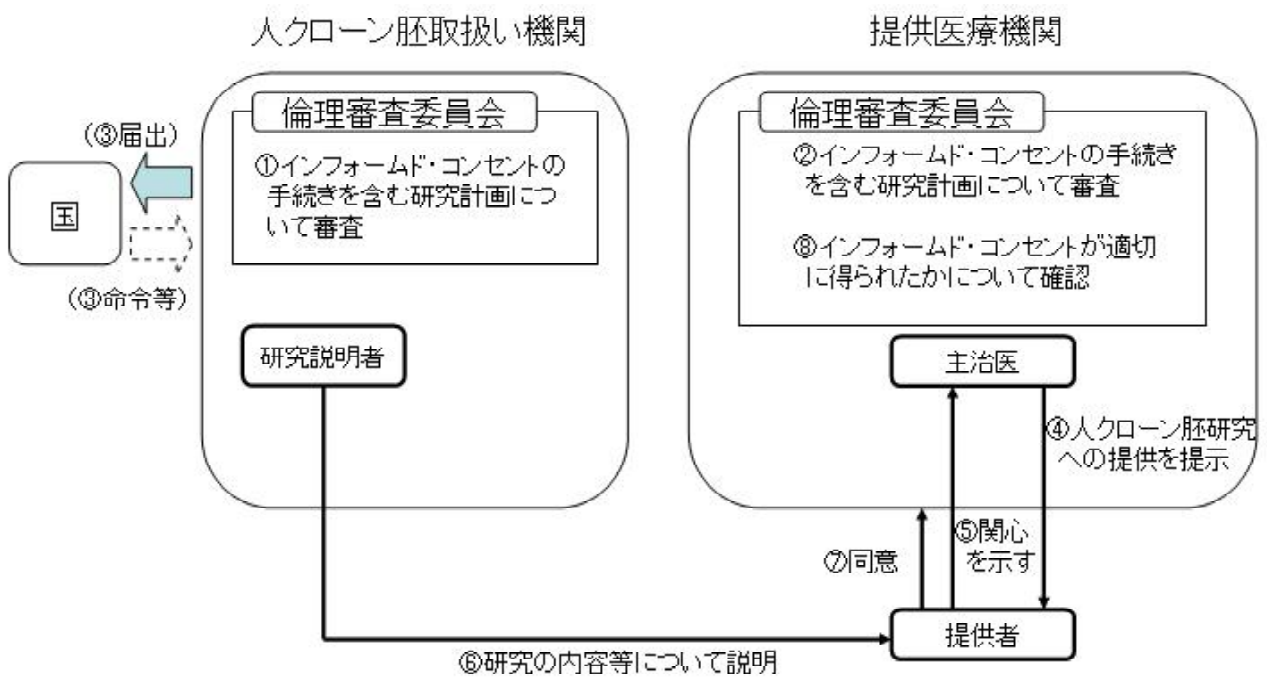 人クローン胚取扱い機関
提供医療機関
倫理審査委員会
①インフォームド・コンセントの
手続きを含む研究計画につ
いて審査
倫理審査委員会
②インフォームド・コンセントの手続き
を含む研究計画について審査
⑧インフォームド・コンセントが適切
に得られたかについて確認
(③届出)
国
(③命令等)
研究説明者
主治医
④人クローン胚研究
への提供を提示
⑤関心
を示す
⑦同意
提供者
⑥研究の内容等について説明